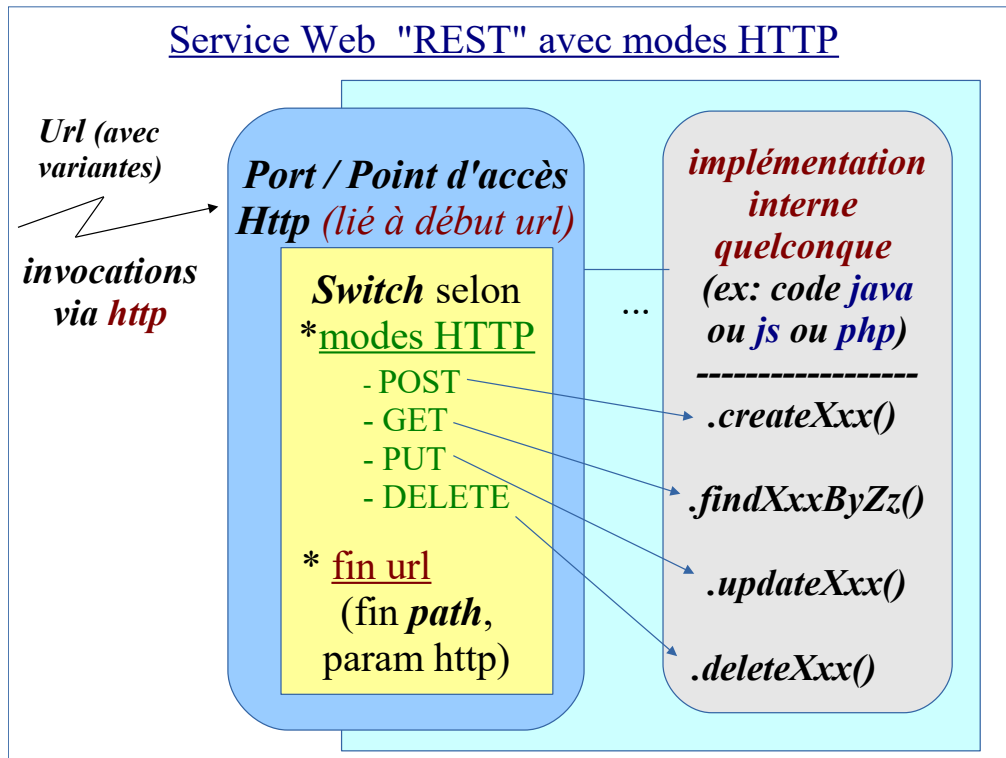 Service Web "REST" avec modes HTTP
Url (avec
variantes)
invocations
via http
Port / Point d'accès
Http (lié à début url)
Switch selon
*modes HTTP
- POST
- GET
- PUT
- DELETE
* fin url
(fin path,
param http)
...
implémentation
interne
quelconque
(ex: code java
ou js ou php)
------------------
.createXxx()
.findXxxByZz()
.updateXxx()
.deleteXxx()